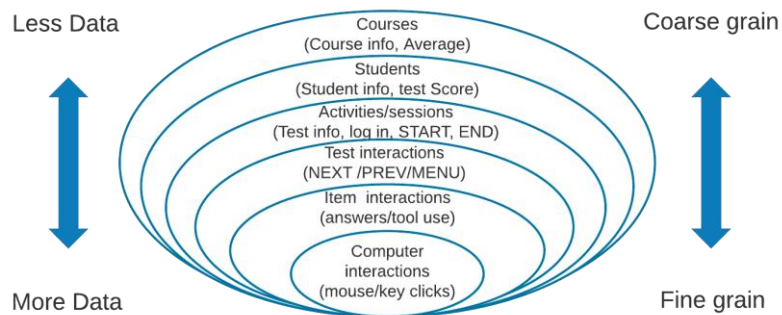 Less Data
Courses
(Course info, Average)
Coarse grain
Students
(Student info, test Score)
Activities/sessions
(Test info, log in, START, END)
Test interactions
(NEXT /PREV/MENU)
Item interactions
(answers/tool use)
Computer
interactions
(mouse/key clicks)
More Data
Fine grain